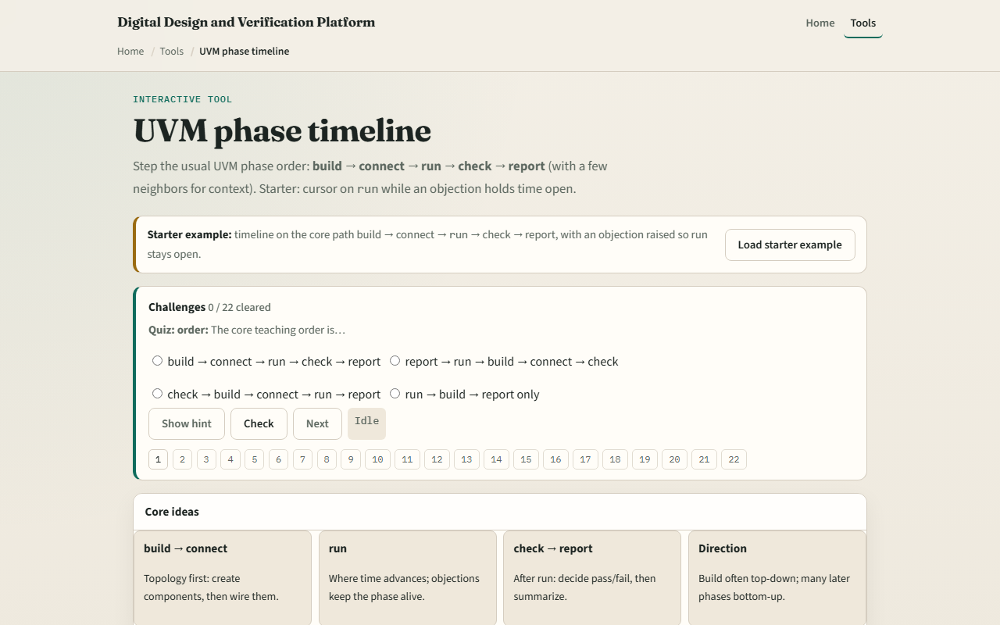 Digital Design and Verification Platform
Home Tools
Home / Tools / UVM phase timeline
INTERACTIVE TOOL
UVM phase timeline
Step the usual UVM phase order: build → connect → run → check → report (with a few
neighbors for context). Starter: cursor on run while an objection holds time open.
Starter example: timeline on the core path build → connect → run → check → report, with an objection raised so run
stays open.
Load starter example
Challenges 0 / 22 cleared
Quiz: order: The core teaching order is…
build → connect → run → check → report report → run → build → connect → check
check → build → connect → run → report run → build → report only
Show hint Check Next Idle
1 2 3 4 5 6 7 8 9 10 11 12 13 14 15 16 17 18 19 20 21 22
Core ideas
build → connect
Topology first: create
components, then wire them.
run
Where time advances; objections
keep the phase alive.
check → report
After run: decide pass/fail, then
summarize.
Direction
Build often top-down; many later
phases bottom-up.